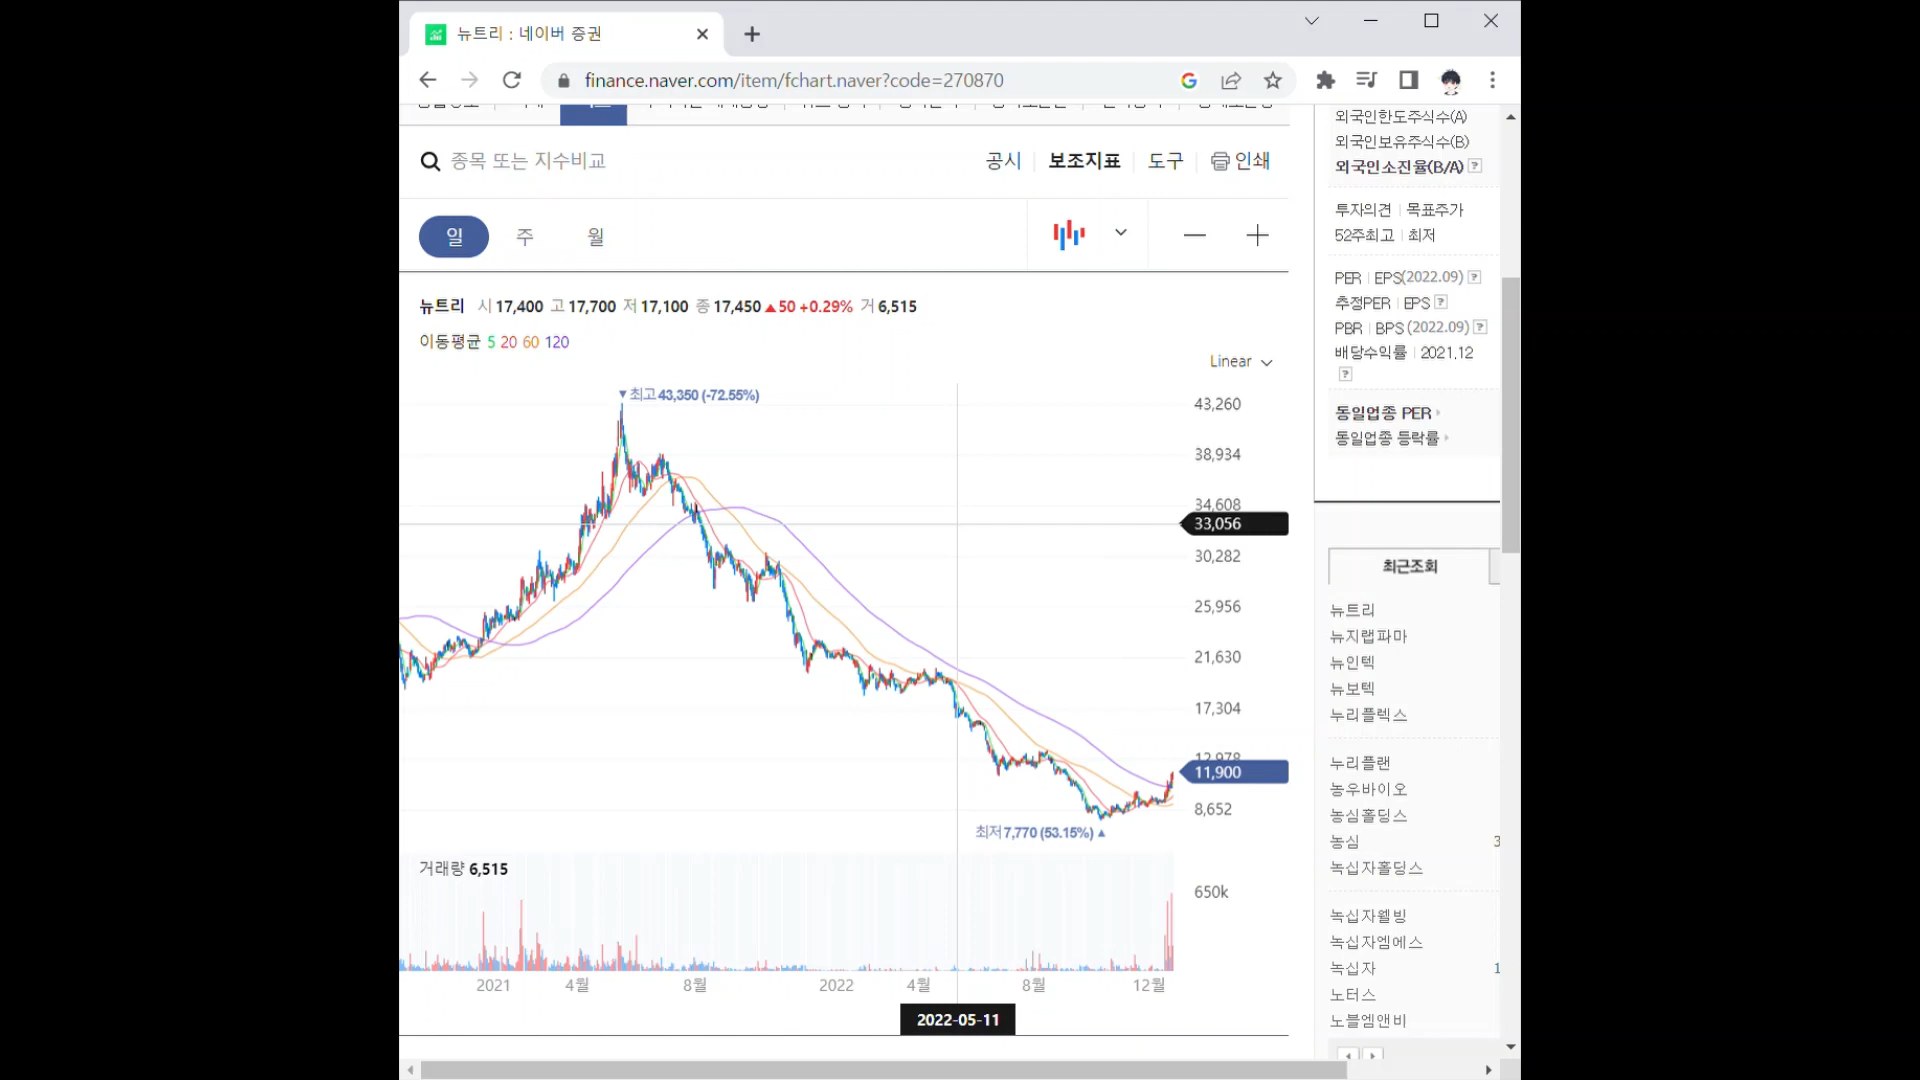 뉴트리 : 네이버 증권
finance.naver.com/item/fchart.naver?code=270870
종목 또는 지수비교
공시
보조지표
도구
인쇄
일 주 월
뉴트리 시 17,400 고 17,700 저 17,100 종 17,450 ▲50 +0.29% 거 6,515
이동평균 5 20 60 120
Linear
▼최고 43,350 (-72.55%)
43,260
38,934
34,608
33,056
30,282
25,956
21,630
17,304
12,978
11,900
8,652
최저 7,770 (53.15%) ▲
거래량 6,515
650k
2021 4월 8월 2022 4월 8월 12월
2022-05-11
외국인한도주식수(A)
외국인보유주식수(B)
외국인소진율(B/A) ?
투자의견 | 목표주가
52주최고 | 최저
PER | EPS(2022.09) ?
추정PER | EPS ?
PBR | BPS (2022.09) ?
배당수익률 | 2021.12
?
동일업종 PER
동일업종 등락률
최근조회
뉴트리
뉴지랩파마
뉴인텍
뉴보텍
누리플렉스
누리플랜
농우바이오
농심홀딩스
농심 3
녹십자홀딩스
녹십자웰빙
녹십자엠에스
녹십자 1
노터스
노블엠앤비